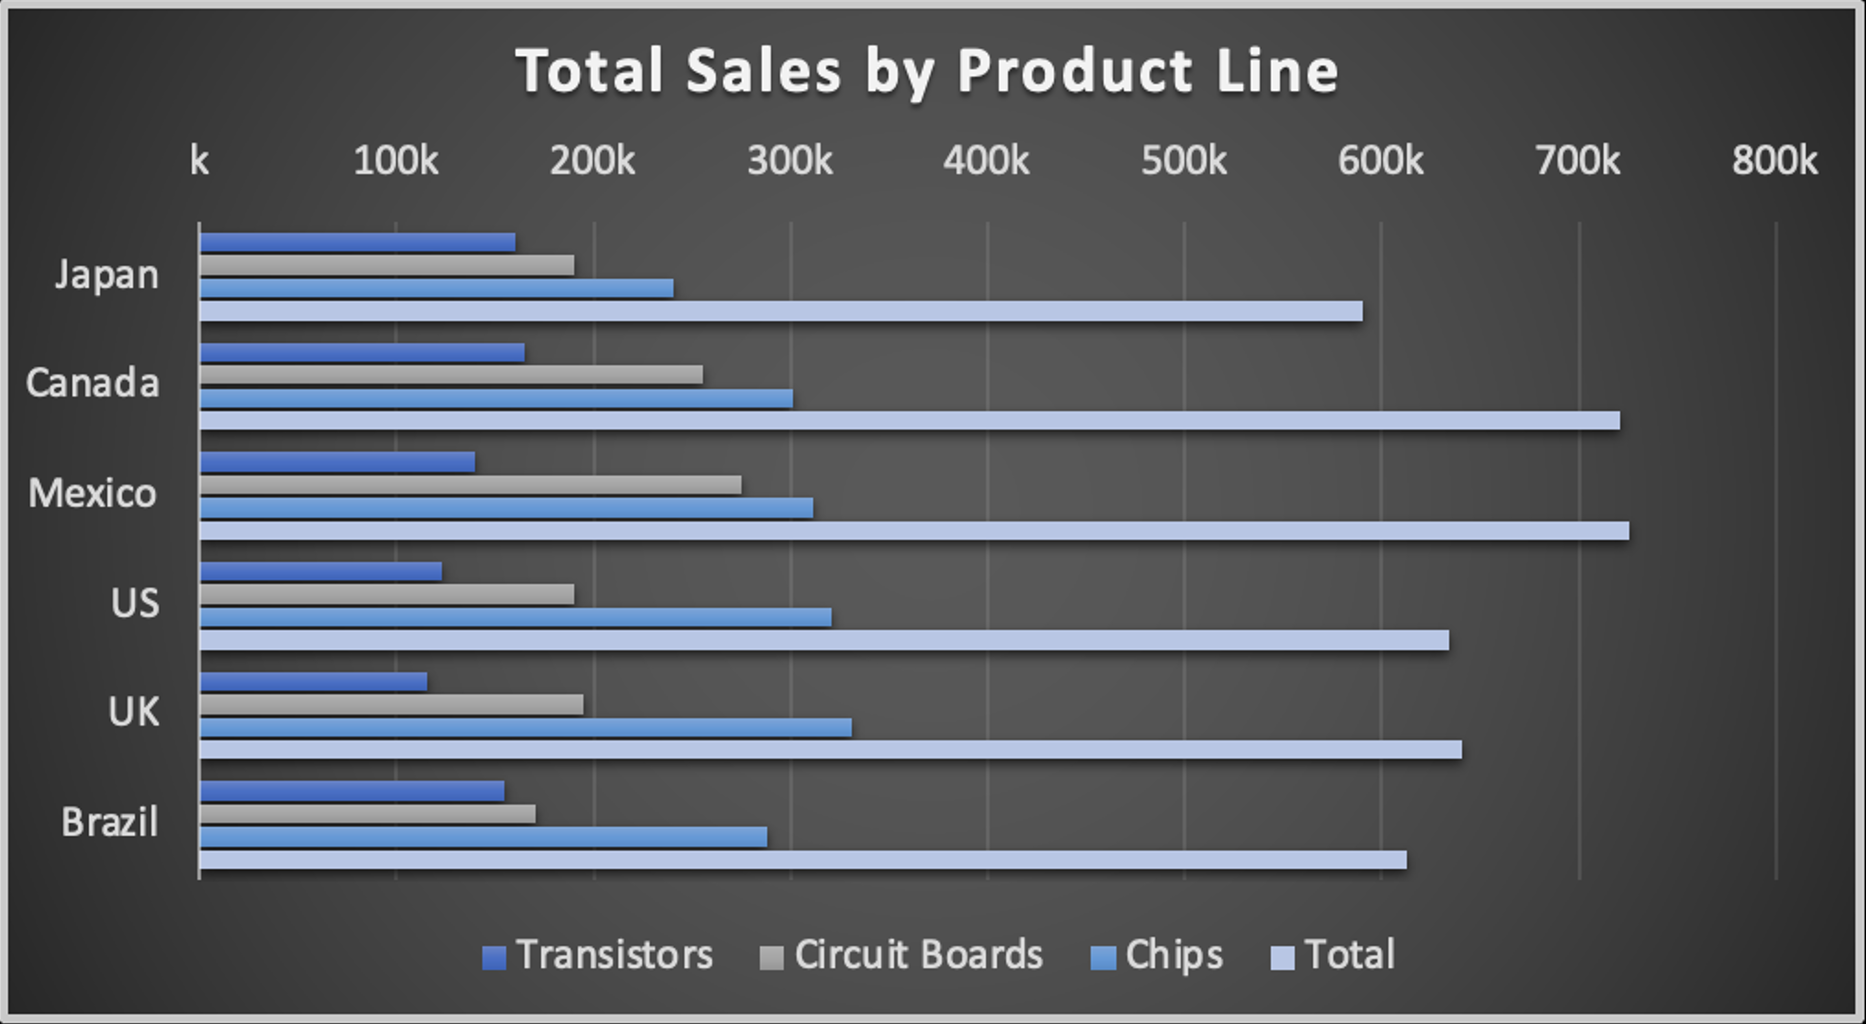 Total Sales by Product Line
k 100k 200k 300k 400k 500k 600k 700k 800k
Japan
Canada
Mexico
US
UK
Brazil
Transistors Circuit Boards Chips Total